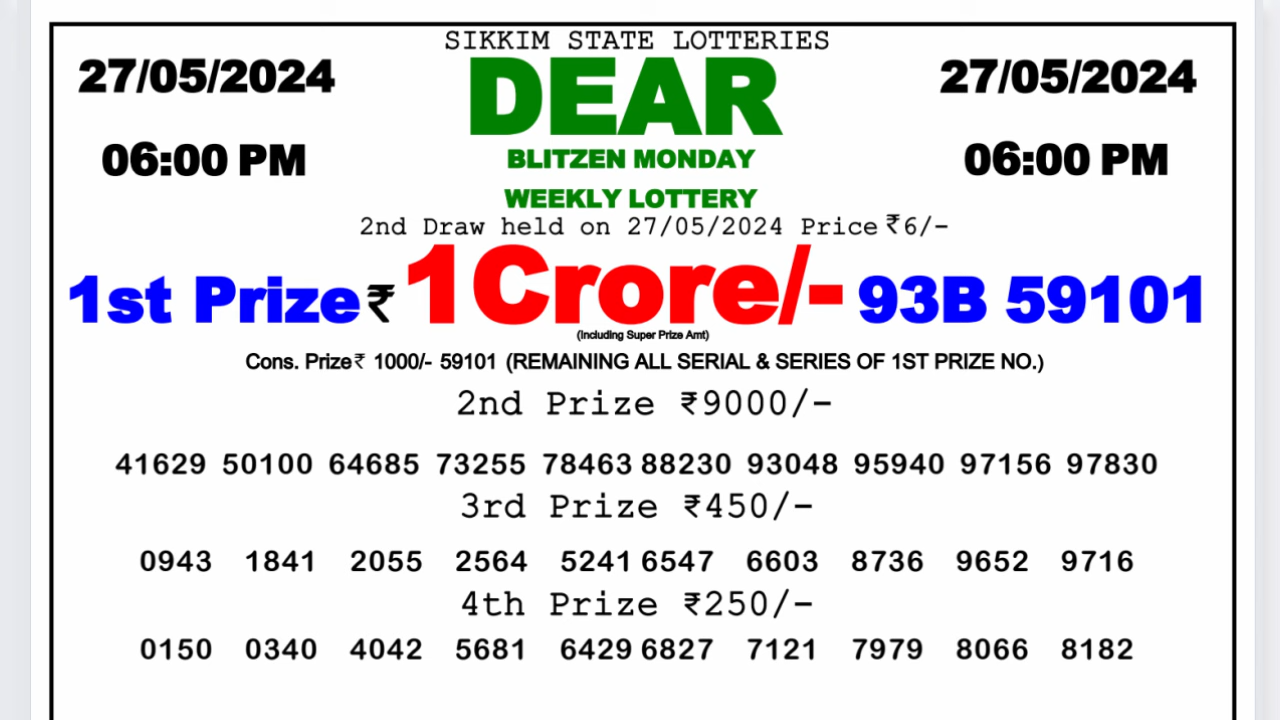 SIKKIM STATE LOTTERIES
27/05/2024 DEAR 27/05/2024
06:00 PM BLITZEN MONDAY 06:00 PM
WEEKLY LOTTERY
2nd Draw held on 27/05/2024 Price ₹6/-
1st Prize ₹ 1Crore/- 93B 59101
(Including Super Prize Amt)
Cons. Prize ₹ 1000/- 59101 (REMAINING ALL SERIAL & SERIES OF 1ST PRIZE NO.)
2nd Prize ₹9000/-
41629 50100 64685 73255 78463 88230 93048 95940 97156 97830
3rd Prize ₹450/-
0943 1841 2055 2564 5241 6547 6603 8736 9652 9716
4th Prize ₹250/-
0150 0340 4042 5681 6429 6827 7121 7979 8066 8182